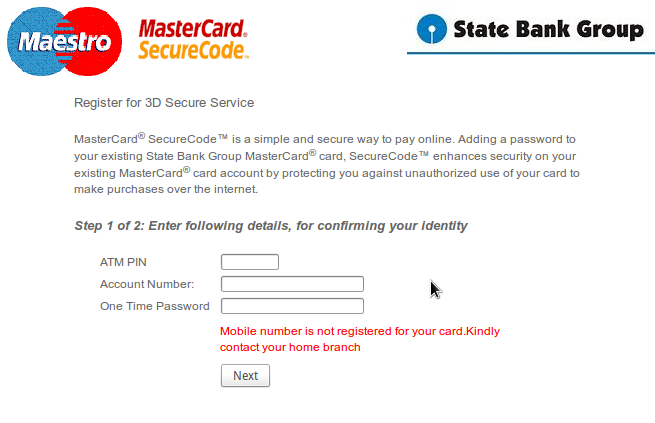 Maestro
MasterCard®
SecureCode™
State Bank Group
Register for 3D Secure Service
MasterCard® SecureCode™ is a simple and secure way to pay online. Adding a password to
your existing State Bank Group MasterCard® card, SecureCode™ enhances security on your
existing MasterCard® card account by protecting you against unauthorized use of your card to
make purchases over the internet.
Step 1 of 2: Enter following details, for confirming your identity
ATM PIN
Account Number:
One Time Password
Mobile number is not registered for your card.Kindly
contact your home branch
Next